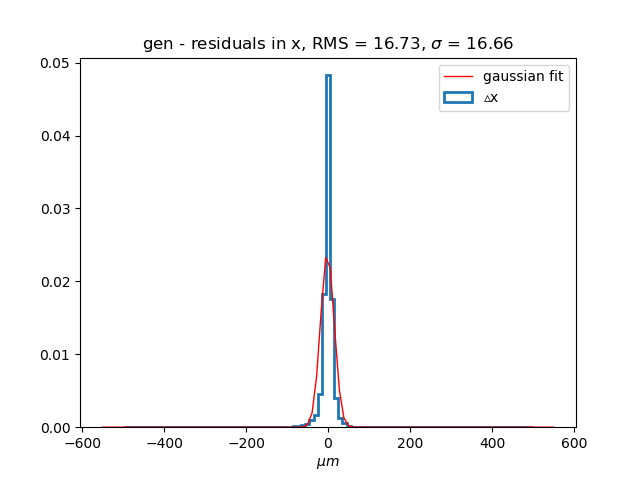 gen - residuals in x, RMS = 16.73, σ = 16.66
gaussian fit
△x
0.05
0.04
0.03
0.02
0.01
0.00
−600 −400 −200 0 200 400 600
μm